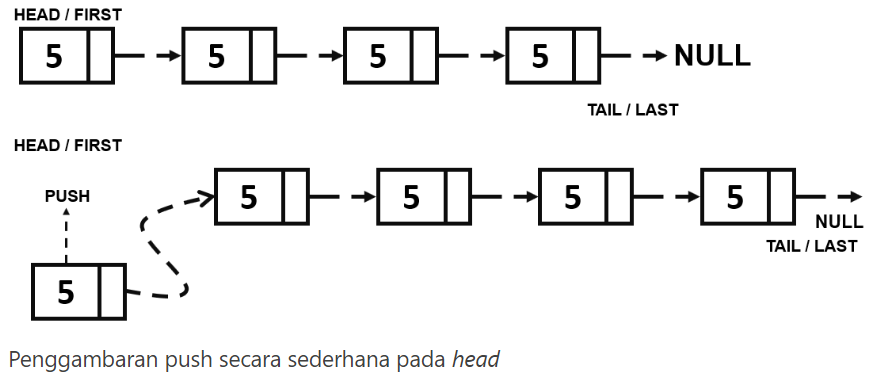 HEAD / FIRST
5 5 5 5 NULL
TAIL / LAST
HEAD / FIRST
PUSH
5 5 5 5
NULL
TAIL / LAST
5
Penggambaran push secara sederhana pada head